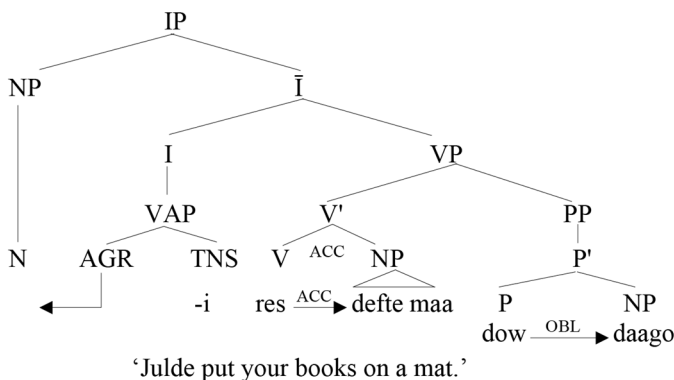 IP
NP Ī
I VP
VAP V' PP
N AGR TNS V ACC NP P'
-i res ACC defte maa P NP
dow OBL daago
‘Julde put your books on a mat.’